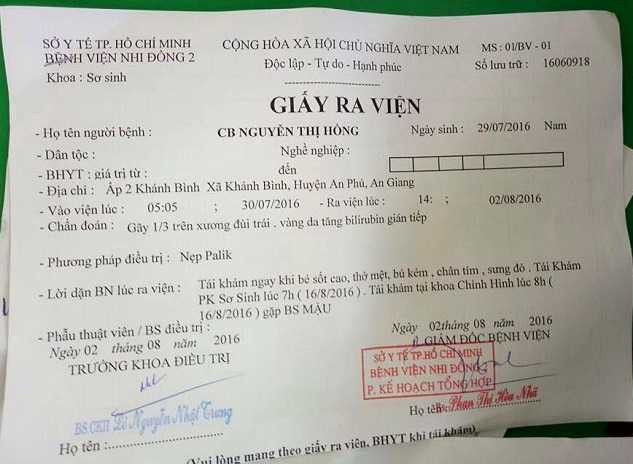 SỞ Y TẾ TP. HỒ CHÍ MINH
BỆNH VIỆN NHI ĐỒNG 2
Khoa : Sơ sinh
CỘNG HÒA XÃ HỘI CHỦ NGHĨA VIỆT NAM
Độc lập - Tự do - Hạnh phúc
MS : 01/BV - 01
Số lưu trữ : 16060918
GIẤY RA VIỆN
- Họ tên người bệnh : CB NGUYỄN THỊ HỒNG Ngày sinh : 29/07/2016 Nam
- Dân tộc : Nghề nghiệp :
- BHYT : giá trị từ : đến
- Địa chỉ : Ấp 2 Khánh Bình Xã Khánh Bình, Huyện An Phú, An Giang
- Vào viện lúc : 05:05 ; 30/07/2016 - Ra viện lúc : 14: ; 02/08/2016
- Chẩn đoán : Gãy 1/3 trên xương đùi trái . vàng da tăng bilirubin gián tiếp
- Phương pháp điều trị : Nẹp Palik
- Lời dặn BN lúc ra viện : Tái khám ngay khi bé sốt cao, thở mệt, bú kém , chân tím , sưng đỏ . Tái Khám
PK Sơ Sinh lúc 7h ( 16/8/2016 ) . Tái khám tại khoa Chỉnh Hình lúc 8h (
16/8/2016 ) gặp BS MẬU
- Phẫu thuật viên / BS điều trị :
Ngày 02 tháng 08 năm 2016
TRƯỞNG KHOA ĐIỀU TRỊ
BS CKII Lê Nguyễn Nhật Trung
Họ tên :
Ngày 02tháng 08 năm 2016
GIÁM ĐỐC BỆNH VIỆN
SỞ Y TẾ TP.HỒ CHÍ MINH
BỆNH VIỆN NHI ĐỒNG
P. KẾ HOẠCH TỔNG HỢP
Họ tên Phan Thị Hòa Nhã
(Vui lòng mang theo giấy ra viện, BHYT khi tái khám)